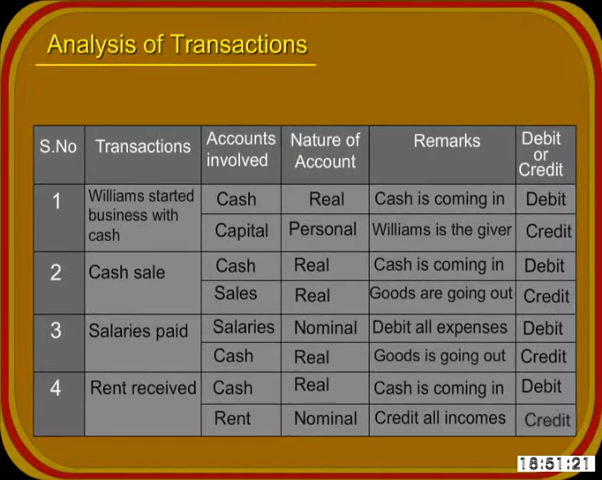 Analysis of Transactions
S.No Transactions Accounts involved Nature of Account Remarks Debit or Credit
1 Williams started business with cash Cash Real Cash is coming in Debit
Capital Personal Williams is the giver Credit
2 Cash sale Cash Real Cash is coming in Debit
Sales Real Goods are going out Credit
3 Salaries paid Salaries Nominal Debit all expenses Debit
Cash Real Goods is going out Credit
4 Rent received Cash Real Cash is coming in Debit
Rent Nominal Credit all incomes Credit
18:51:21